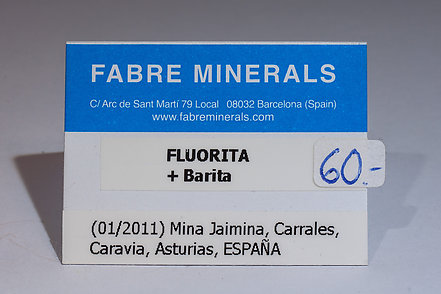 FABRE MINERALS
C/ Arc de Sant Martí 79 Local 08032 Barcelona (Spain)
www.fabreminerals.com
FLUORITA
+ Barita
60.-
(01/2011) Mina Jaimina, Carrales,
Caravia, Asturias, ESPAÑA